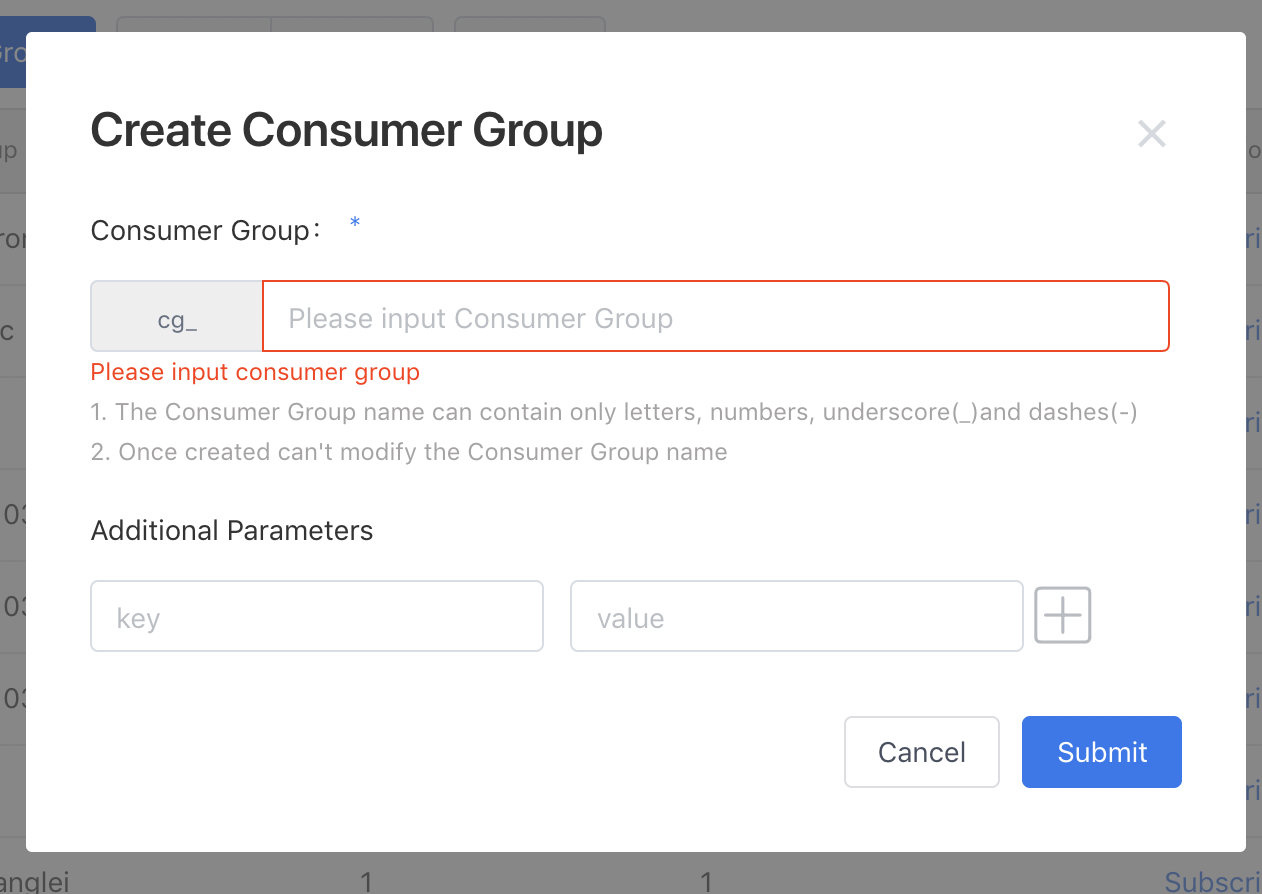 Create Consumer Group
Consumer Group: *
cg_ Please input Consumer Group
Please input consumer group
1. The Consumer Group name can contain only letters, numbers, underscore(_)and dashes(-)
2. Once created can't modify the Consumer Group name
Additional Parameters
key value
Cancel Submit
1 1